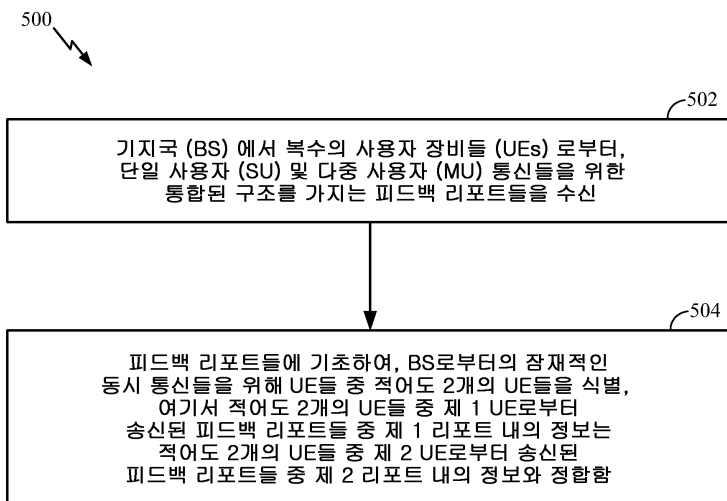 500
502
기지국 (BS) 에서 복수의 사용자 장비들 (UEs) 로부터,
단일 사용자 (SU) 및 다중 사용자 (MU) 통신들을 위한
통합된 구조를 가지는 피드백 리포트들을 수신
504
피드백 리포트들에 기초하여, BS로부터의 잠재적인
동시 통신들을 위해 UE들 중 적어도 2개의 UE들을 식별,
여기서 적어도 2개의 UE들 중 제 1 UE로부터
송신된 피드백 리포트들 중 제 1 리포트 내의 정보는
적어도 2개의 UE들 중 제 2 UE로부터 송신된
피드백 리포트들 중 제 2 리포트 내의 정보와 정합함